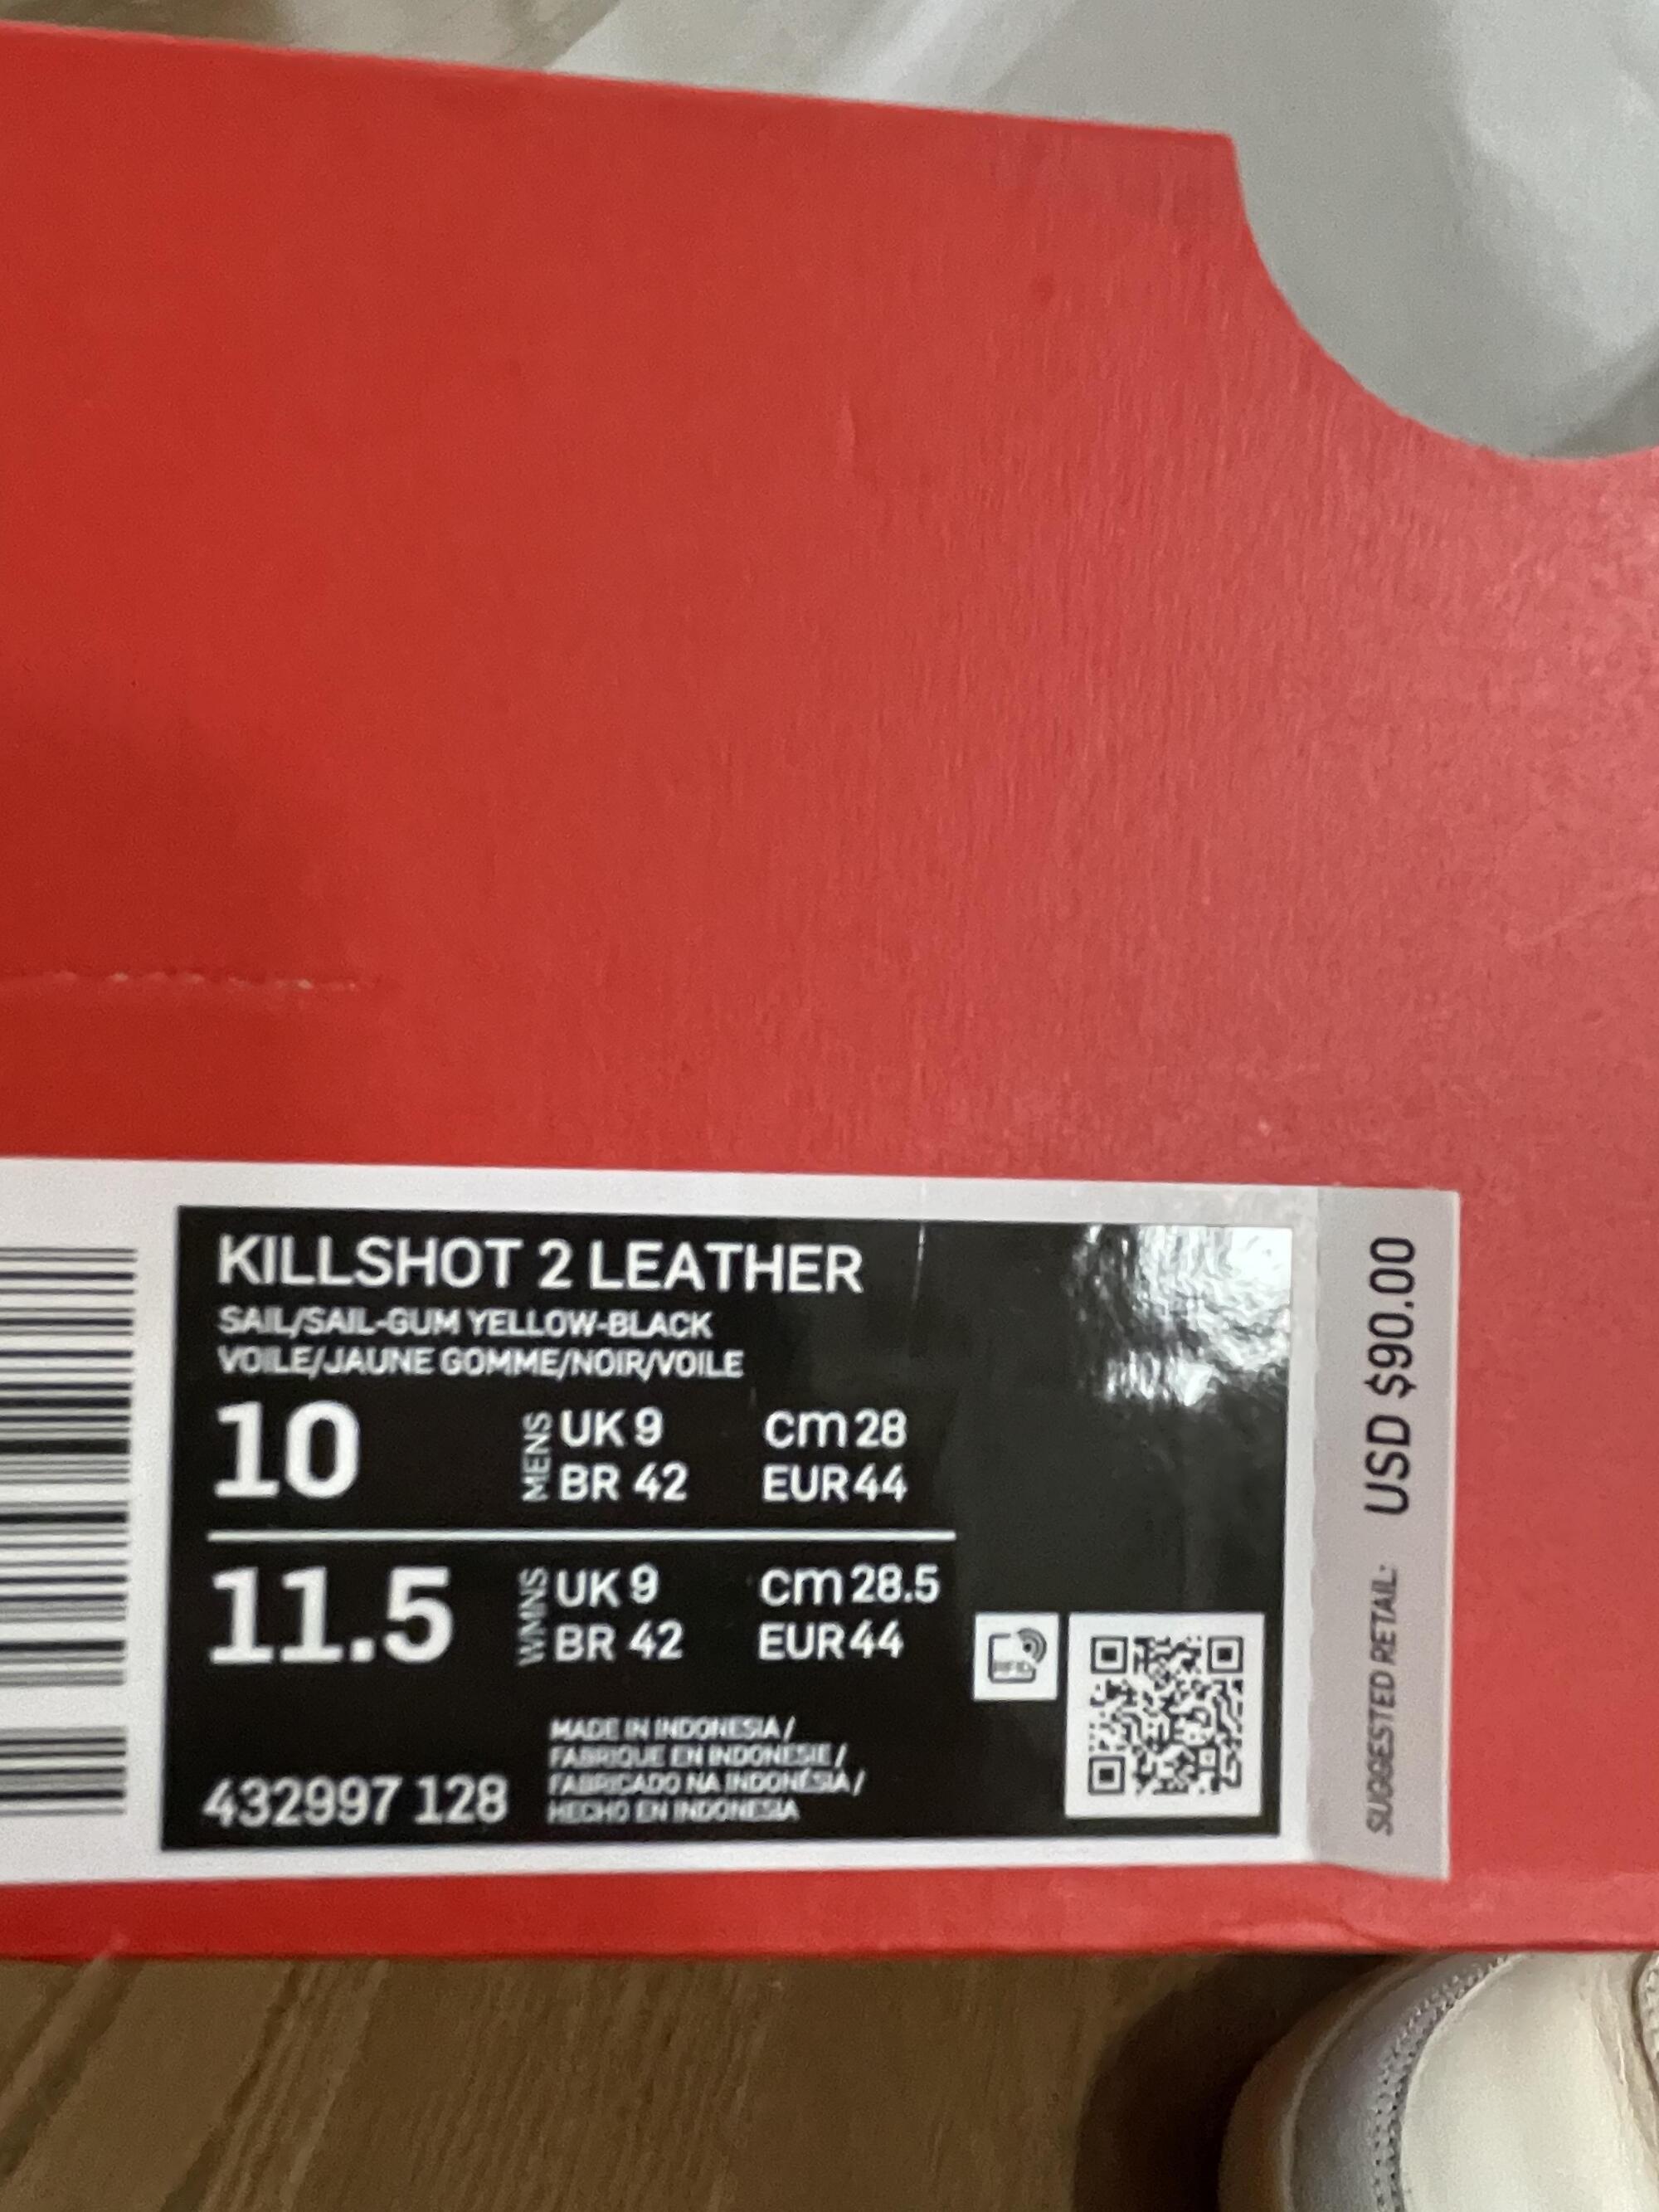 KILLSHOT 2 LEATHER
SAIL/SAIL-GUM YELLOW-BLACK
VOILE/JAUNE GOMME/NOIR/VOILE
10 MENS UK 9 cm 28
BR 42 EUR 44
11.5 WMNS UK 9 cm 28.5
BR 42 EUR 44
RFID
MADE IN INDONESIA /
FABRIQUE EN INDONESIE /
FABRICADO NA INDONÉSIA /
HECHO EN INDONESIA
432997 128
SUGGESTED RETAIL: USD $90.00